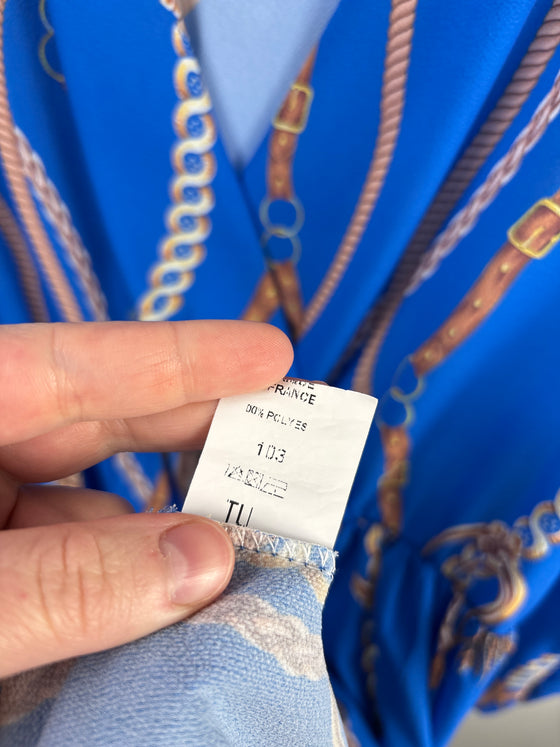 FRANCE
00% POLYES
103
TU